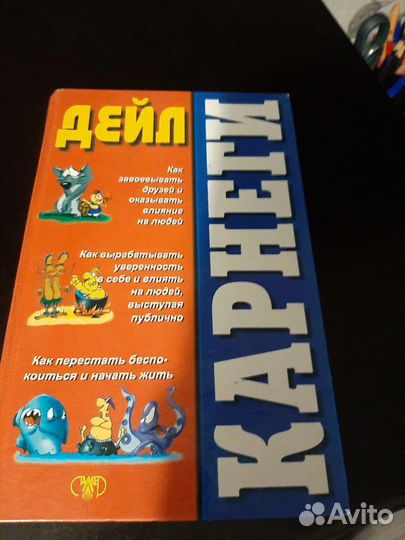 ДЕЙЛ
КАРНЕГИ
Как
завоевывать
друзей и
оказывать
влияние
на людей
Как вырабатывать
уверенность
в себе и влиять
на людей,
выступая
публично
Как перестать беспо-
коиться и начать жить
СТАЛКЕР
Avito